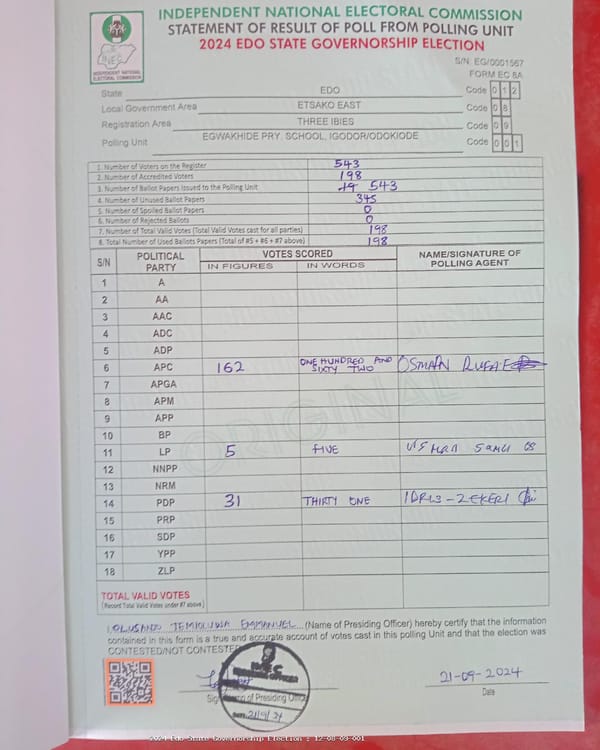 INDEPENDENT NATIONAL ELECTORAL COMMISSION
STATEMENT OF RESULT OF POLL FROM POLLING UNIT
2024 EDO STATE GOVERNORSHIP ELECTION
INEC
INDEPENDENT NATIONAL ELECTORAL COMMISSION
S/N: EG/0001567
FORM EC 8A
State EDO Code 0 1 2
Local Government Area ETSAKO EAST Code 0 8
Registration Area THREE IBIES Code 0 9
Polling Unit EGWAKHIDE PRY. SCHOOL, IGODOR/ODOKIODE Code 0 0 1
1. Number of Voters on the Register 543
2. Number of Accredited Voters 198
3. Number of Ballot Papers Issued to the Polling Unit 543
4. Number of Unused Ballot Papers 345
5. Number of Spoiled Ballot Papers 0
6. Number of Rejected Ballots 0
7. Number of Total Valid Votes (Total Valid Votes cast for all parties) 198
8. Total Number of Used Ballots Papers (Total of #5 + #6 + #7 above) 198
S/N POLITICAL PARTY VOTES SCORED NAME/SIGNATURE OF POLLING AGENT
IN FIGURES IN WORDS
1 A
2 AA
3 AAC
4 ADC
5 ADP
6 APC 162 ONE HUNDRED AND SIXTY TWO OSMAN
7 APGA
8 APM
9 APP
10 BP
11 LP 5 FIVE
12 NNPP
13 NRM
14 PDP 31 THIRTY ONE IDRIS - ZEKERI
15 PRP
16 SDP
17 YPP
18 ZLP
ORIGINAL
TOTAL VALID VOTES
(Record Total Valid Votes under #7 above)
I, OLUSANDO TEMIOLUWA EMMANUEL (Name of Presiding Officer) hereby certify that the information
contained in this form is a true and accurate account of votes cast in this polling Unit and that the election was
CONTESTED/NOT CONTESTED
INEC
PRESIDING OFFICER
Signature of Presiding Officer
Date 21/9/24
21-09-2024
Date
2024 Edo State Governorship Election : 12-08-09-001